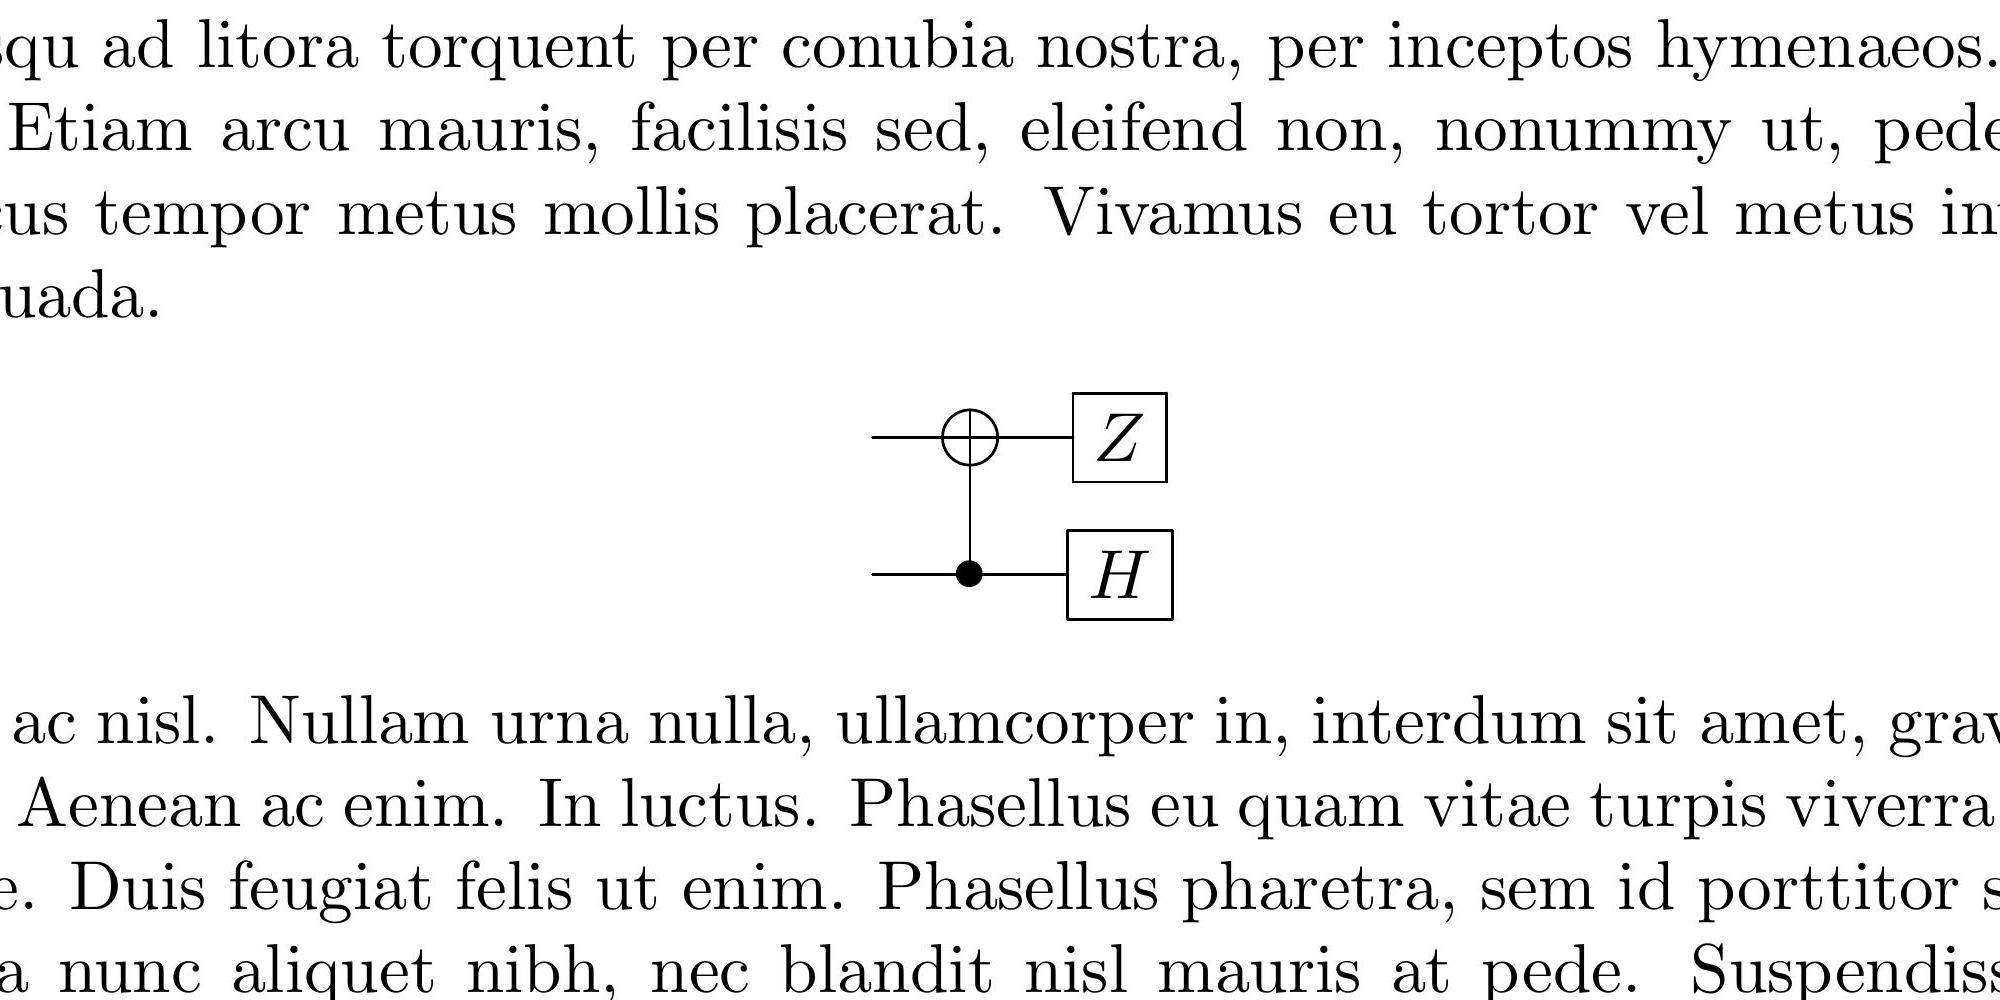 squ ad litora torquent per conubia nostra, per inceptos hymenaeos.
Etiam arcu mauris, facilisis sed, eleifend non, nonummy ut, pede
cus tempor metus mollis placerat. Vivamus eu tortor vel metus in
uada.
Z
H
ac nisl. Nullam urna nulla, ullamcorper in, interdum sit amet, grav
Aenean ac enim. In luctus. Phasellus eu quam vitae turpis viverra
e. Duis feugiat felis ut enim. Phasellus pharetra, sem id porttitor s
a nunc aliquet nibh, nec blandit nisl mauris at pede. Suspendiss